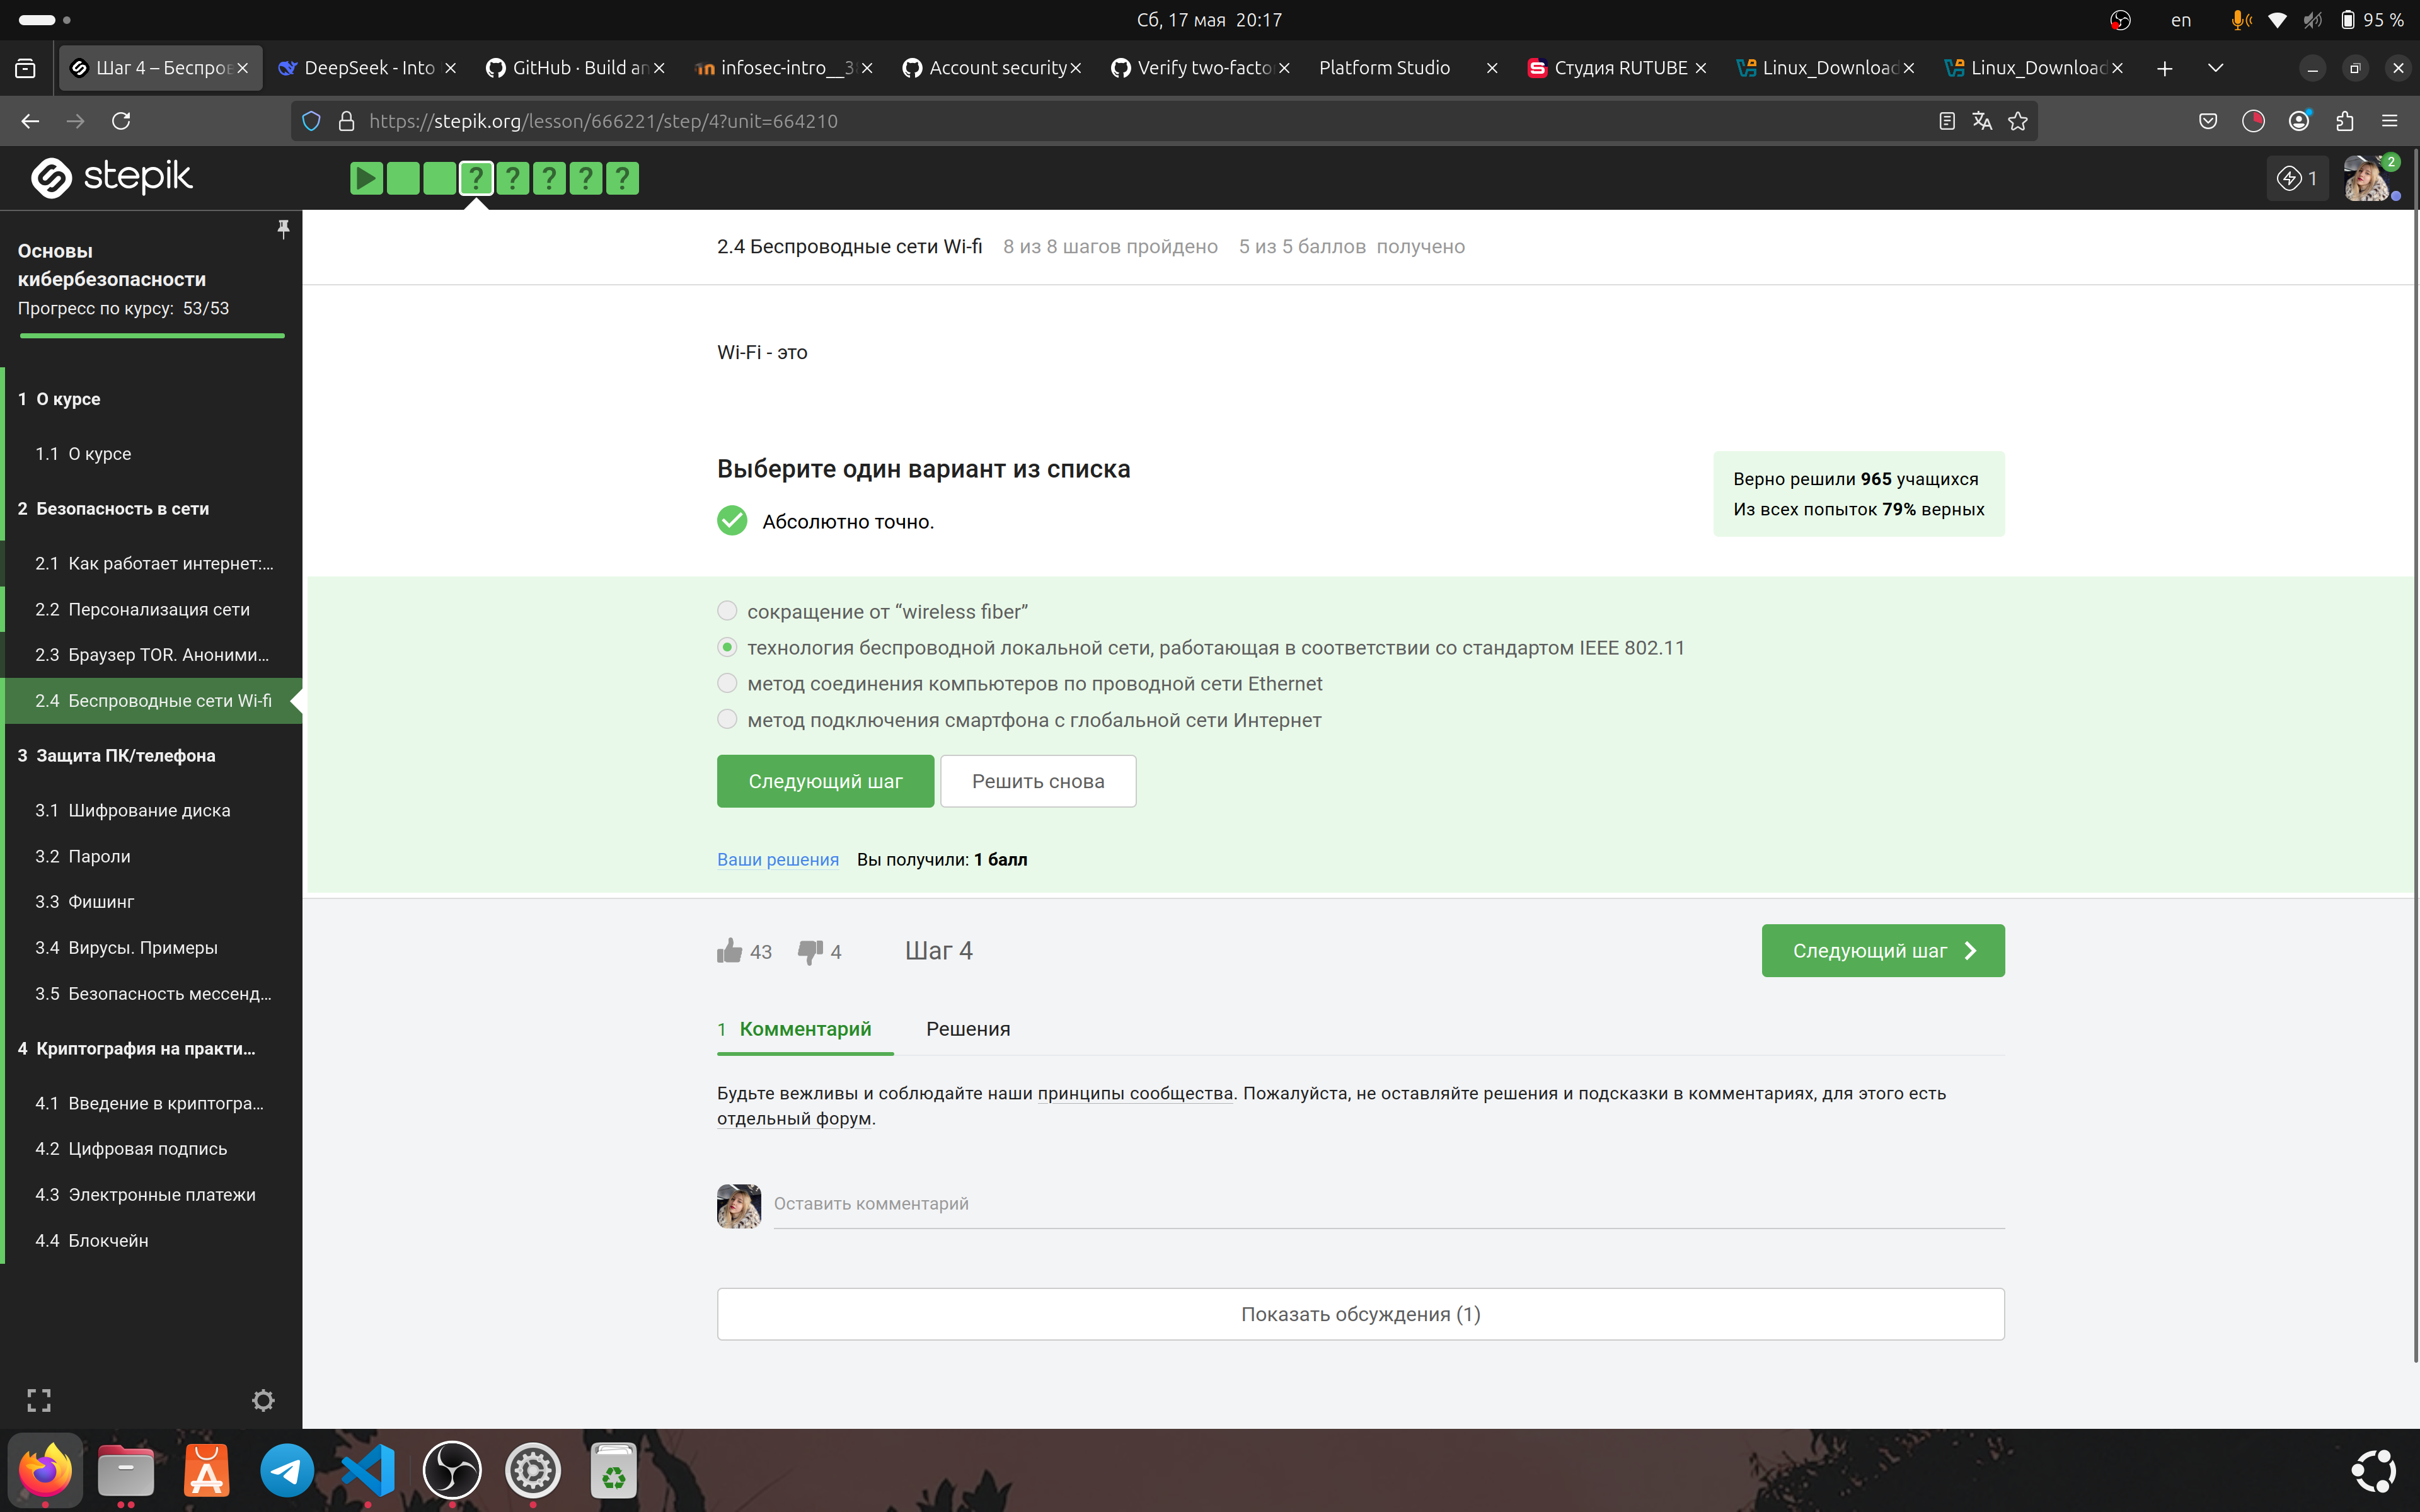 Сб, 17 мая 20:17
en
95 %
Шаг 4 – Беспров
DeepSeek - Into
GitHub · Build an
infosec-intro__3
Account security
Verify two-facto
Platform Studio
Студия RUTUBE
Linux_Download
Linux_Download
https://stepik.org/lesson/666221/step/4?unit=664210
stepik
? ? ? ? ?
1
2
Основы
кибербезопасности
Прогресс по курсу: 53/53
1 О курсе
1.1 О курсе
2 Безопасность в сети
2.1 Как работает интернет:...
2.2 Персонализация сети
2.3 Браузер TOR. Аноними...
2.4 Беспроводные сети Wi-fi
3 Защита ПК/телефона
3.1 Шифрование диска
3.2 Пароли
3.3 Фишинг
3.4 Вирусы. Примеры
3.5 Безопасность мессенд...
4 Криптография на практи...
4.1 Введение в криптогра...
4.2 Цифровая подпись
4.3 Электронные платежи
4.4 Блокчейн
2.4 Беспроводные сети Wi-fi 8 из 8 шагов пройдено 5 из 5 баллов получено
Wi-Fi - это
Выберите один вариант из списка
Абсолютно точно.
Верно решили 965 учащихся
Из всех попыток 79% верных
сокращение от “wireless fiber”
технология беспроводной локальной сети, работающая в соответствии со стандартом IEEE 802.11
метод соединения компьютеров по проводной сети Ethernet
метод подключения смартфона с глобальной сети Интернет
Следующий шаг
Решить снова
Ваши решения Вы получили: 1 балл
43 4 Шаг 4
Следующий шаг
1 Комментарий Решения
Будьте вежливы и соблюдайте наши принципы сообщества. Пожалуйста, не оставляйте решения и подсказки в комментариях, для этого есть
отдельный форум.
Оставить комментарий
Показать обсуждения (1)